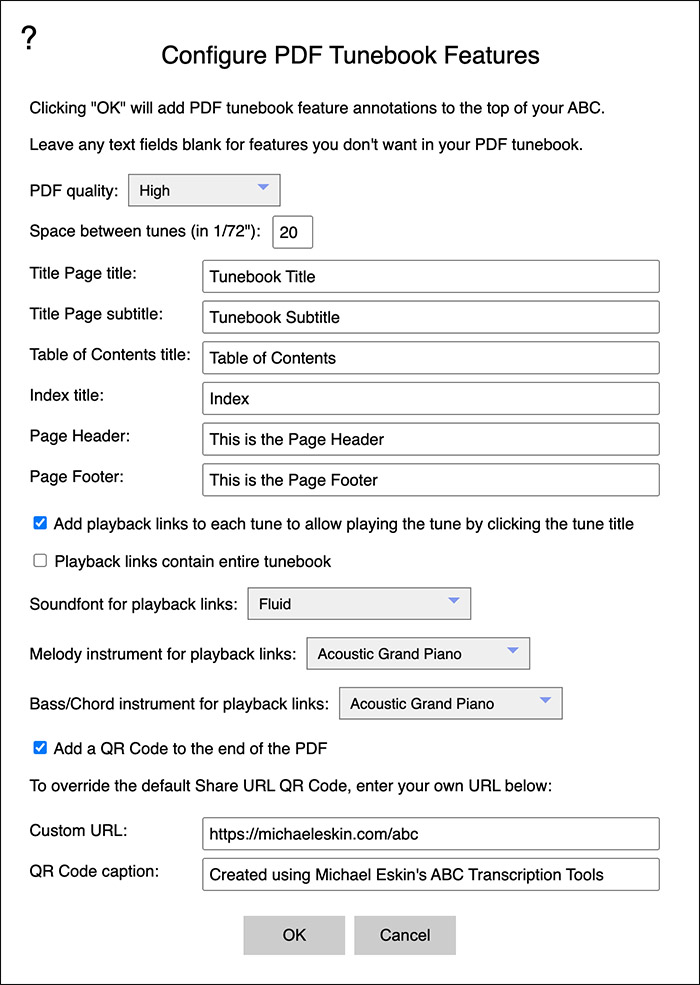 ?
Configure PDF Tunebook Features
Clicking "OK" will add PDF tunebook feature annotations to the top of your ABC.
Leave any text fields blank for features you don't want in your PDF tunebook.
PDF quality: High
Space between tunes (in 1/72"): 20
Title Page title: Tunebook Title
Title Page subtitle: Tunebook Subtitle
Table of Contents title: Table of Contents
Index title: Index
Page Header: This is the Page Header
Page Footer: This is the Page Footer
Add playback links to each tune to allow playing the tune by clicking the tune title
Playback links contain entire tunebook
Soundfont for playback links: Fluid
Melody instrument for playback links: Acoustic Grand Piano
Bass/Chord instrument for playback links: Acoustic Grand Piano
Add a QR Code to the end of the PDF
To override the default Share URL QR Code, enter your own URL below:
Custom URL: https://michaeleskin.com/abc
QR Code caption: Created using Michael Eskin's ABC Transcription Tools
OK Cancel